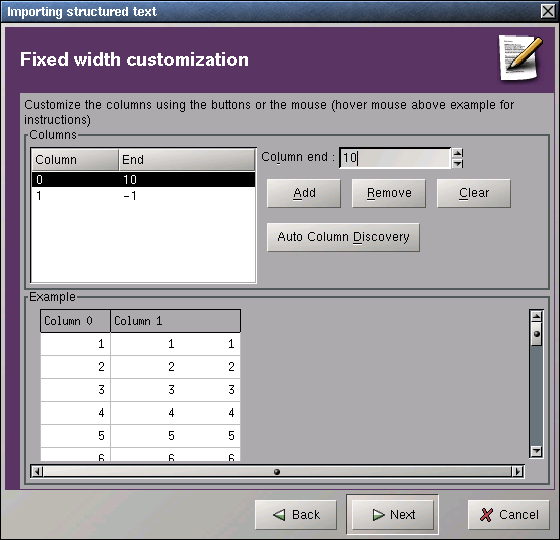 Importing structured text
Fixed width customization
Customize the columns using the buttons or the mouse (hover mouse above example for
instructions)
Columns
Column End
0 10
1 -1
Column end : 10
Add Remove Clear
Auto Column Discovery
Example
Column 0 Column 1
1 1 1
2 2 2
3 3 3
4 4 4
5 5 5
6 6 6
Back Next Cancel